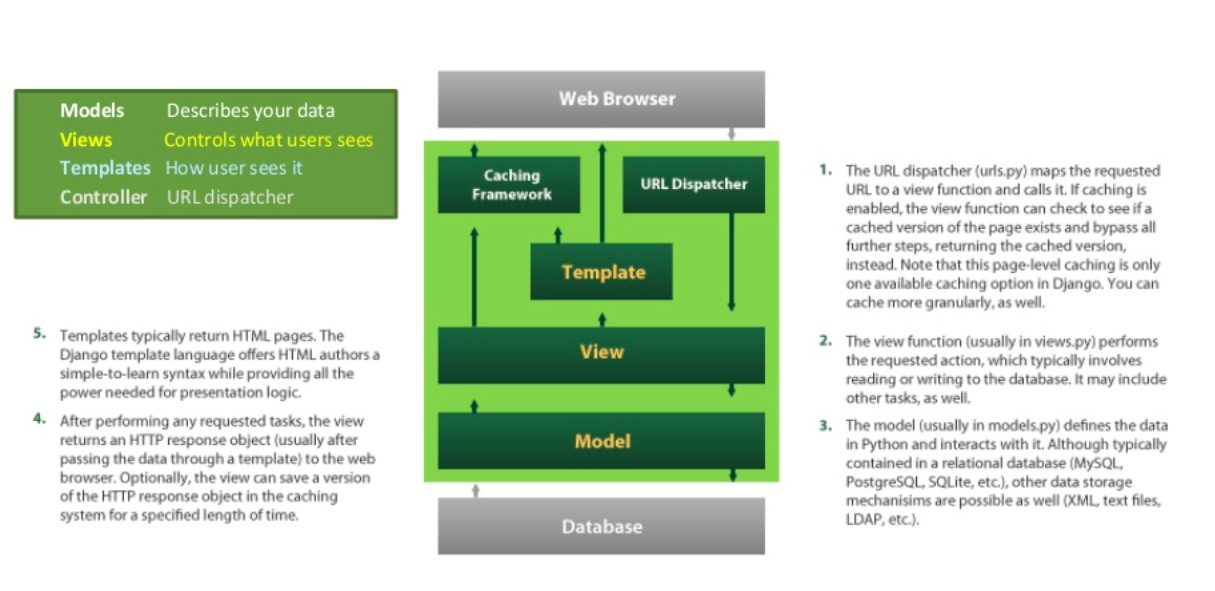 Models Describes your data
Views Controls what users sees
Templates How user sees it
Controller URL dispatcher
Web Browser
Caching
Framework
URL Dispatcher
Template
View
Model
Database
1. The URL dispatcher (urls.py) maps the requested
URL to a view function and calls it. If caching is
enabled, the view function can check to see if a
cached version of the page exists and bypass all
further steps, returning the cached version,
instead. Note that this page-level caching is only
one available caching option in Django. You can
cache more granularly, as well.
2. The view function (usually in views.py) performs
the requested action, which typically involves
reading or writing to the database. It may include
other tasks, as well.
3. The model (usually in models.py) defines the data
in Python and interacts with it. Although typically
contained in a relational database (MySQL,
PostgreSQL, SQLite, etc.), other data storage
mechanisims are possible as well (XML, text files,
LDAP, etc.).
5. Templates typically return HTML pages. The
Django template language offers HTML authors a
simple-to-learn syntax while providing all the
power needed for presentation logic.
4. After performing any requested tasks, the view
returns an HTTP response object (usually after
passing the data through a template) to the web
browser. Optionally, the view can save a version
of the HTTP response object in the caching
system for a specified length of time.